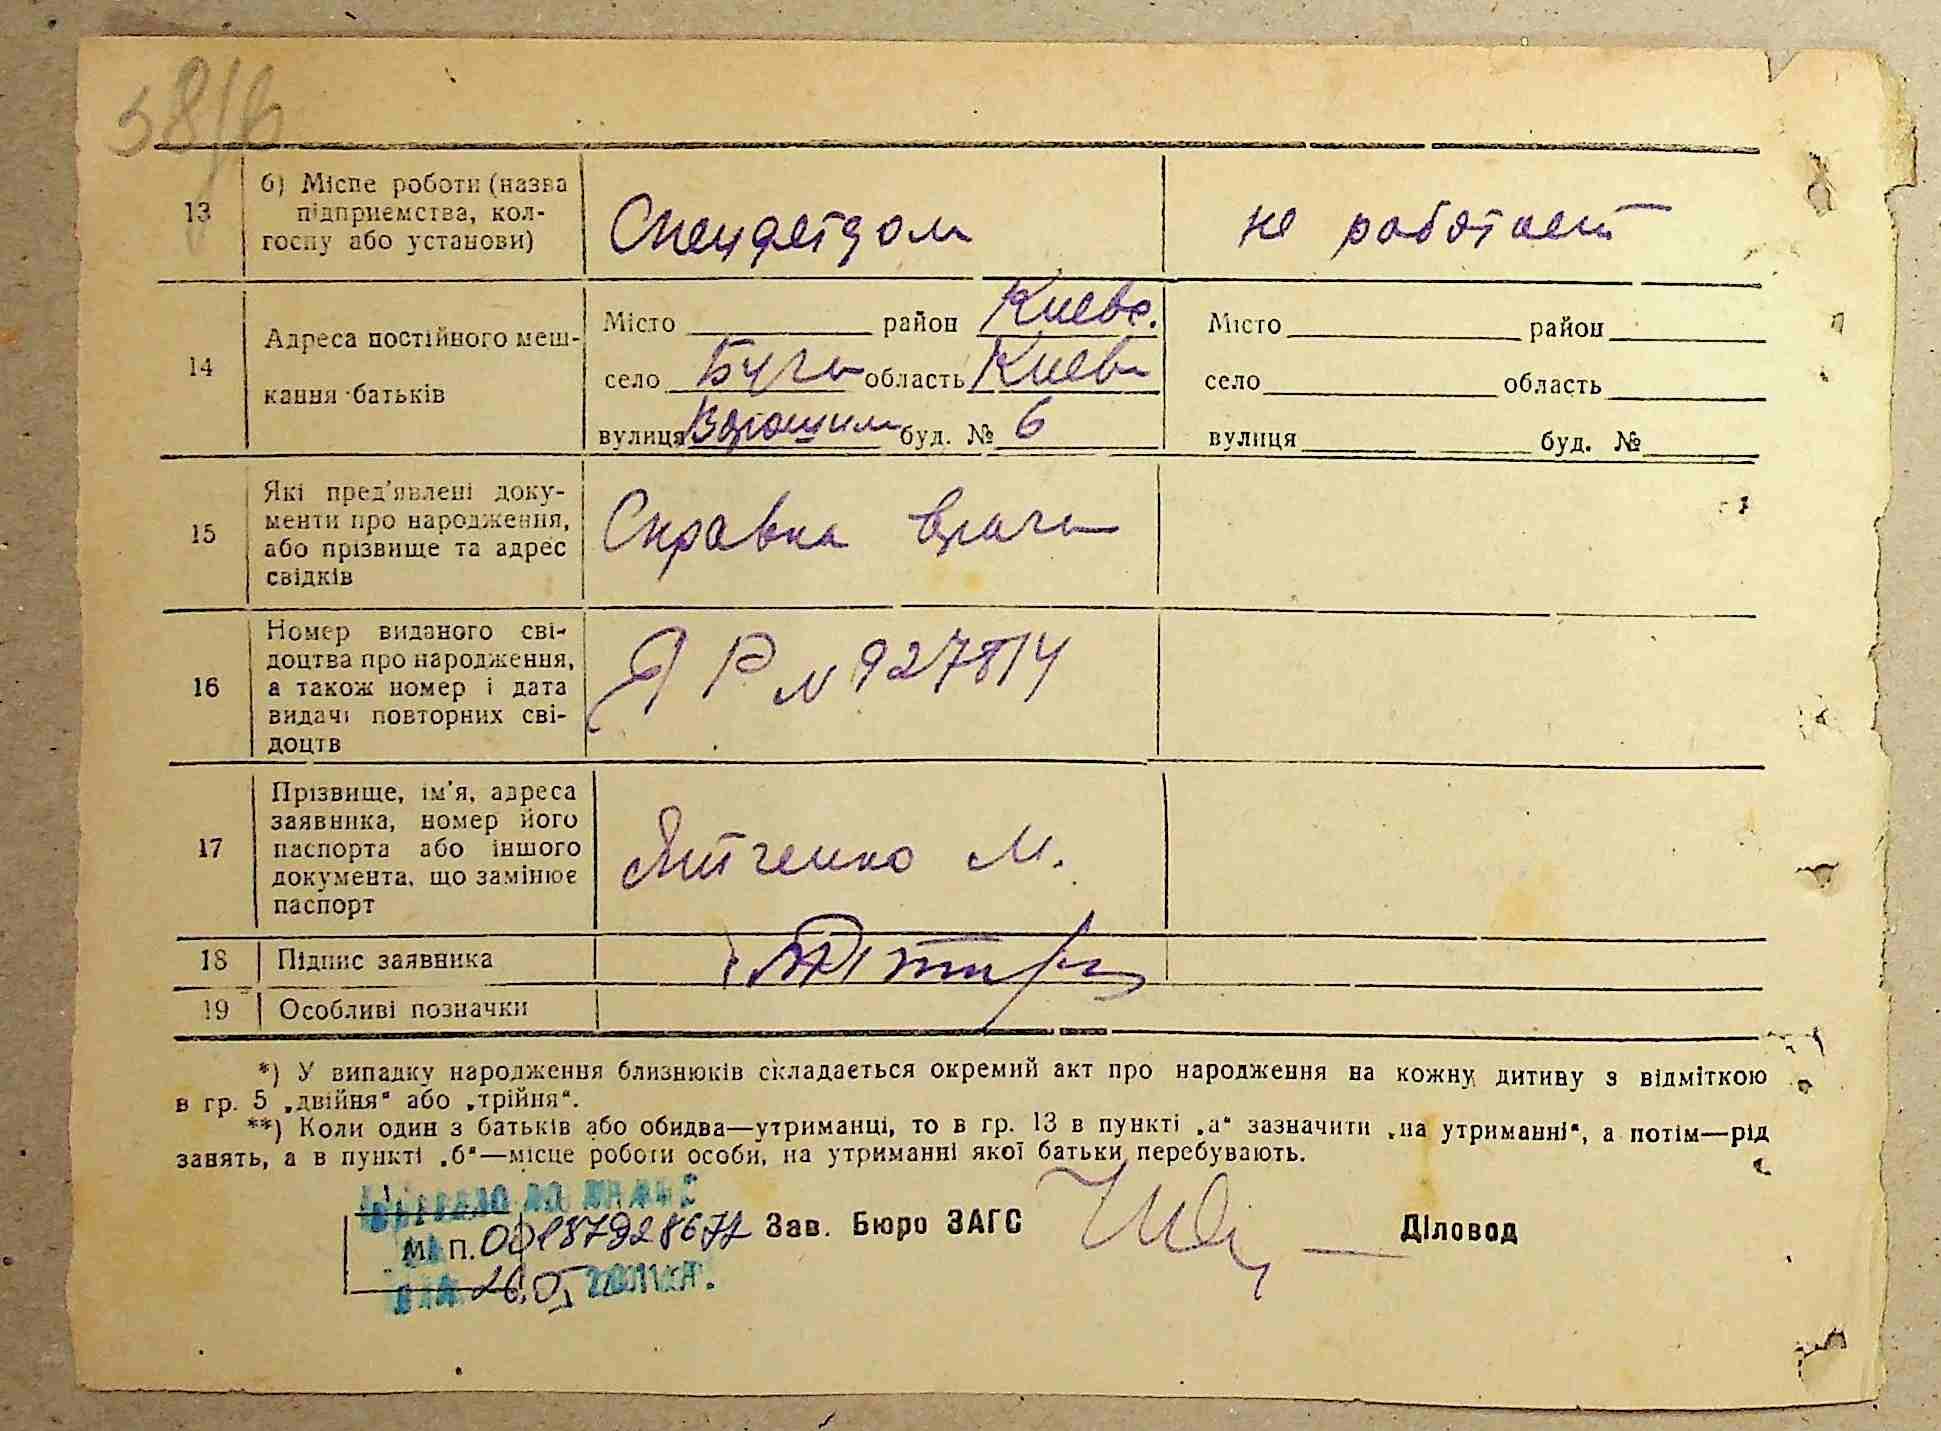 58/б
13
б) Місце роботи (назва
підприємства, кол-
госпу або установи)
Спецдетдом
не работает
14
Адреса постійного меш-
кання батьків
Місто район Киевс.
село Буча область Киевс
вулиця Ворошил буд. № 6
Місто район
село область
вулиця буд. №
15
Які пред'явлені доку-
менти про народження,
або прізвище та адрес
свідків
Справка врача
16
Номер виданого сві-
доцтва про народження,
а також номер і дата
видачі повторних сві-
доцтв
ЯР № 927814
17
Прізвище, ім'я, адреса
заявника, номер його
паспорта або іншого
документа, що замінює
паспорт
М.
18
Підпис заявника
19
Особливі позначки
*) У випадку народження близнюків складається окремий акт про народження на кожну дитину з відміткою
в гр. 5 „двійня“ або „трійня“.
**) Коли один з батьків або обидва—утриманці, то в гр. 13 в пункті „а“ зазначити „на утриманні“, а потім—рід
занять, а в пункті „б“—місце роботи особи, на утриманні якої батьки перебувають.
М. П. Зав. Бюро ЗАГС Діловод